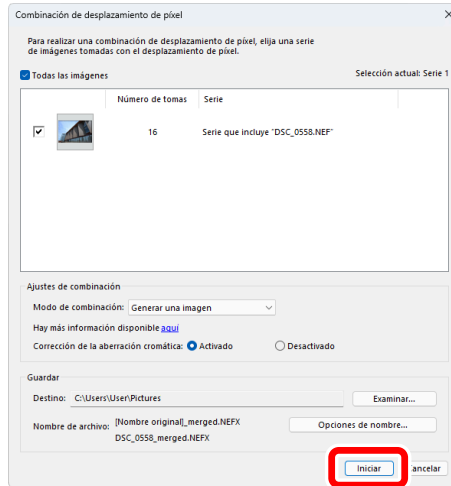 Combinación de desplazamiento de píxel
Para realizar una combinación de desplazamiento de píxel, elija una serie
de imágenes tomadas con el desplazamiento de píxel.
Todas las imágenes
Selección actual: Serie 1
Número de tomas Serie
16 Serie que incluye "DSC_0558.NEF"
Ajustes de combinación
Modo de combinación: Generar una imagen
Hay más información disponible aquí
Corrección de la aberración cromática: Activado Desactivado
Guardar
Destino: C:\Users\User\Pictures Examinar...
Nombre de archivo: [Nombre original]_merged.NEFX Opciones de nombre...
DSC_0558_merged.NEFX
Iniciar ancelar